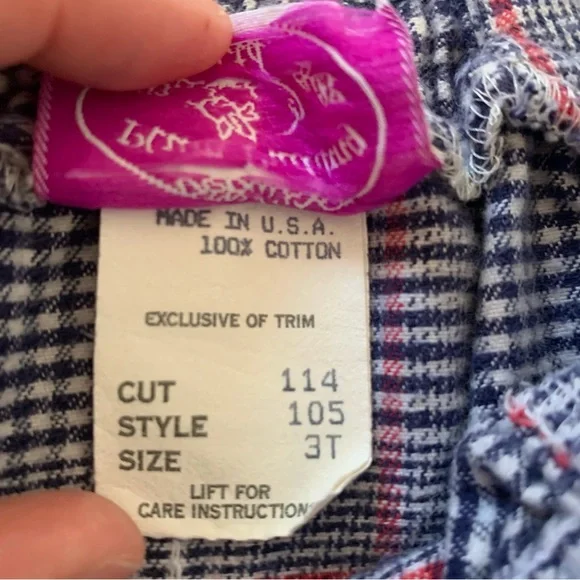 MADE IN U.S.A.
100% COTTON
EXCLUSIVE OF TRIM
CUT 114
STYLE 105
SIZE 3T
LIFT FOR
CARE INSTRUCTION